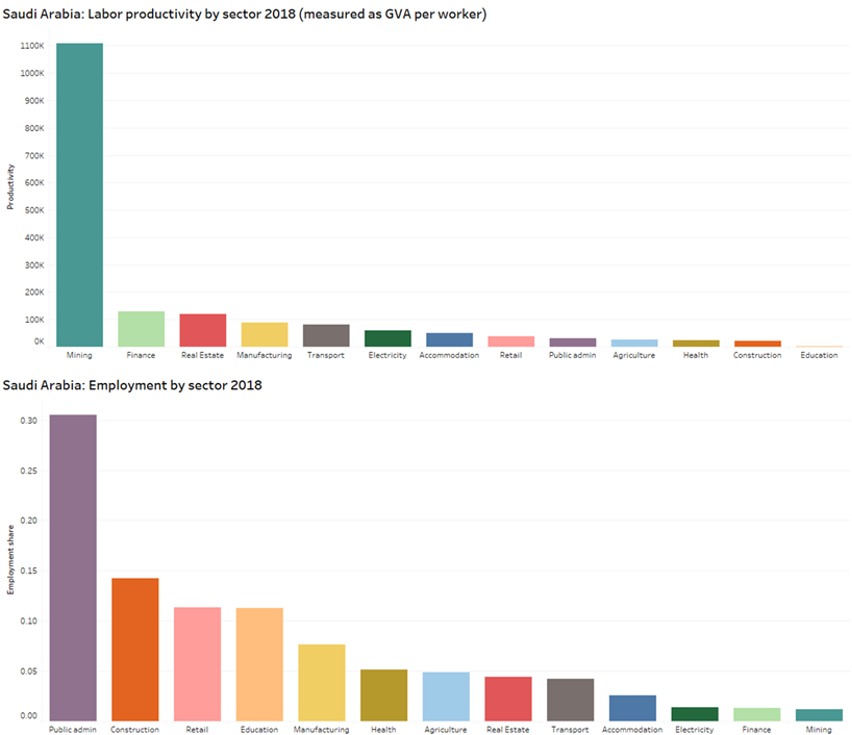 Saudi Arabia: Labor productivity by sector 2018 (measured as GVA per worker)
1100K
1000K
900K
800K
700K
600K
500K
400K
300K
200K
100K
0K
Productivity
Mining Finance Real Estate Manufacturing Transport Electricity Accommodation Retail Public admin Agriculture Health Construction Education
Saudi Arabia: Employment by sector 2018
0.30
0.25
0.20
0.15
0.10
0.05
0.00
Employment share
Public admin Construction Retail Education Manufacturing Health Agriculture Real Estate Transport Accommodation Electricity Finance Mining